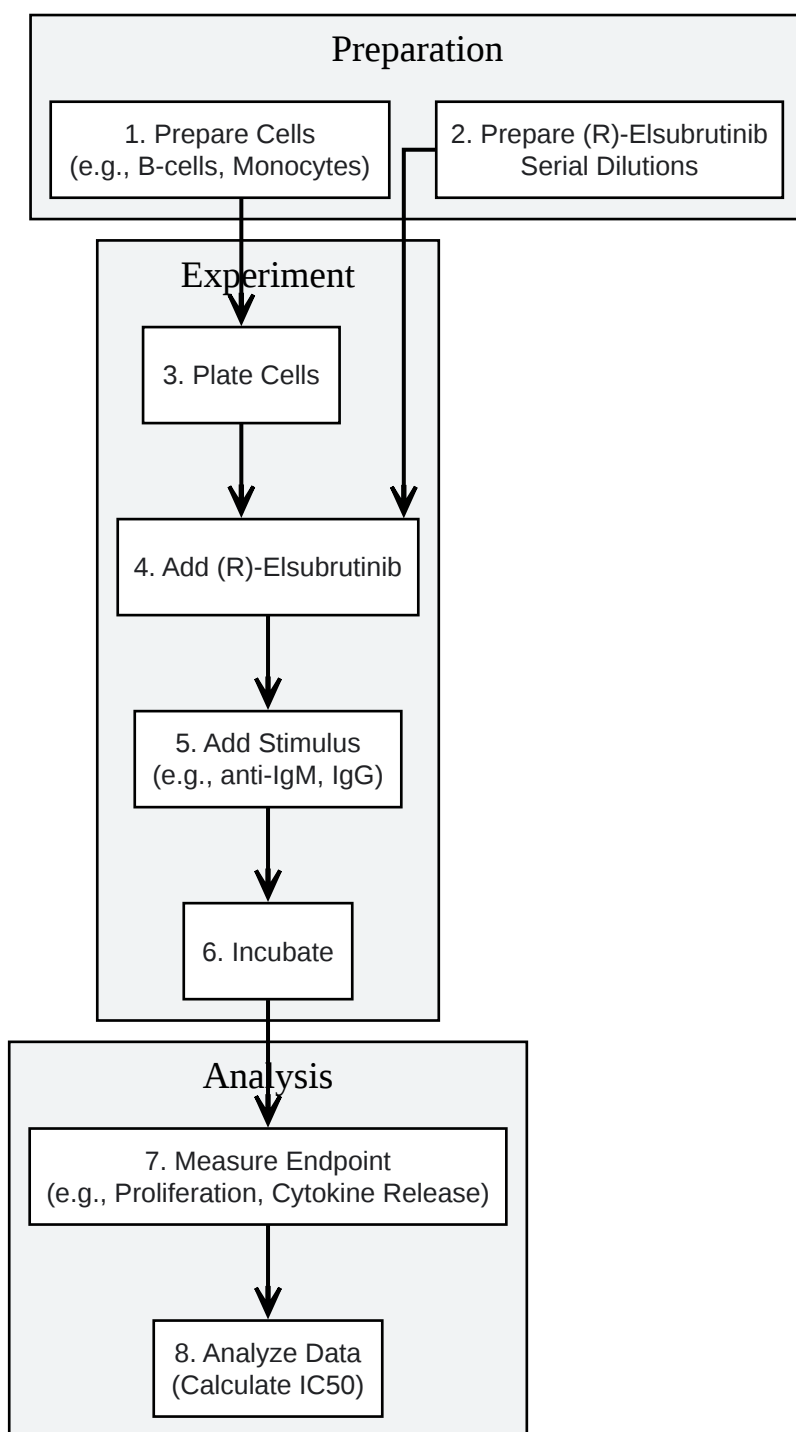 Preparation
1. Prepare Cells
(e.g., B-cells, Monocytes)
2. Prepare (R)-Elsubrutinib
Serial Dilutions
Experiment
3. Plate Cells
4. Add (R)-Elsubrutinib
5. Add Stimulus
(e.g., anti-IgM, IgG)
6. Incubate
Analysis
7. Measure Endpoint
(e.g., Proliferation, Cytokine Release)
8. Analyze Data
(Calculate IC50)